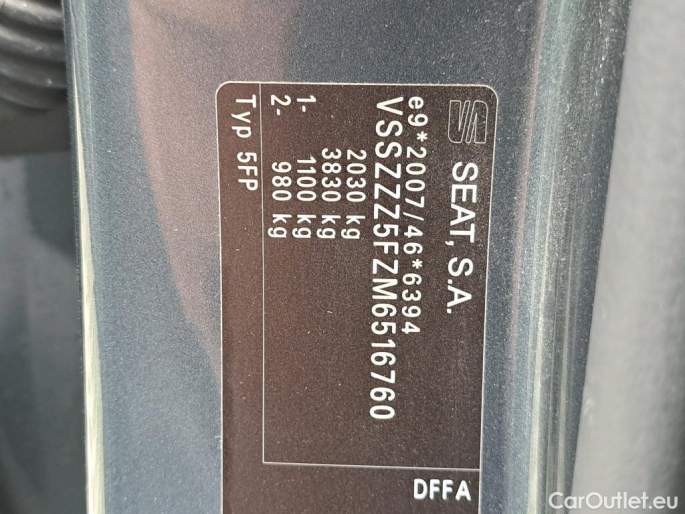 SEAT, S.A.
e9*2007/46*6394
VSSZZZ5FZM6516760
2030 kg
3830 kg
1- 1100 kg
2- 980 kg
Typ 5FP
DFFA
CarOutlet.eu